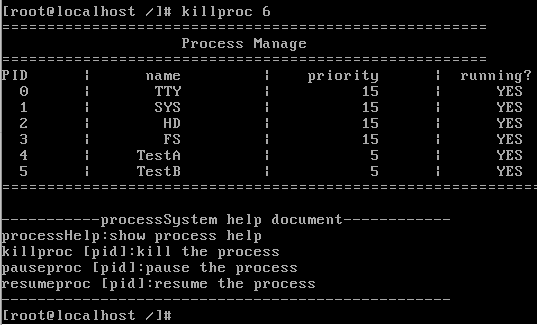 [root@localhost /]# killproc 6
=================================================
Process Manage
=================================================
PID ¦ name ¦ priority ¦ running?
0 ¦ TTY ¦ 15 ¦ YES
1 ¦ SYS ¦ 15 ¦ YES
2 ¦ HD ¦ 15 ¦ YES
3 ¦ FS ¦ 15 ¦ YES
4 ¦ TestA ¦ 5 ¦ YES
5 ¦ TestB ¦ 5 ¦ YES
======================================================
-----------processSystem help document------------
processHelp:show process help
killproc [pid]:kill the process
pauseproc [pid]:pause the process
resumeproc [pid]:resume the process
--------------------------------------------------
[root@localhost /]#